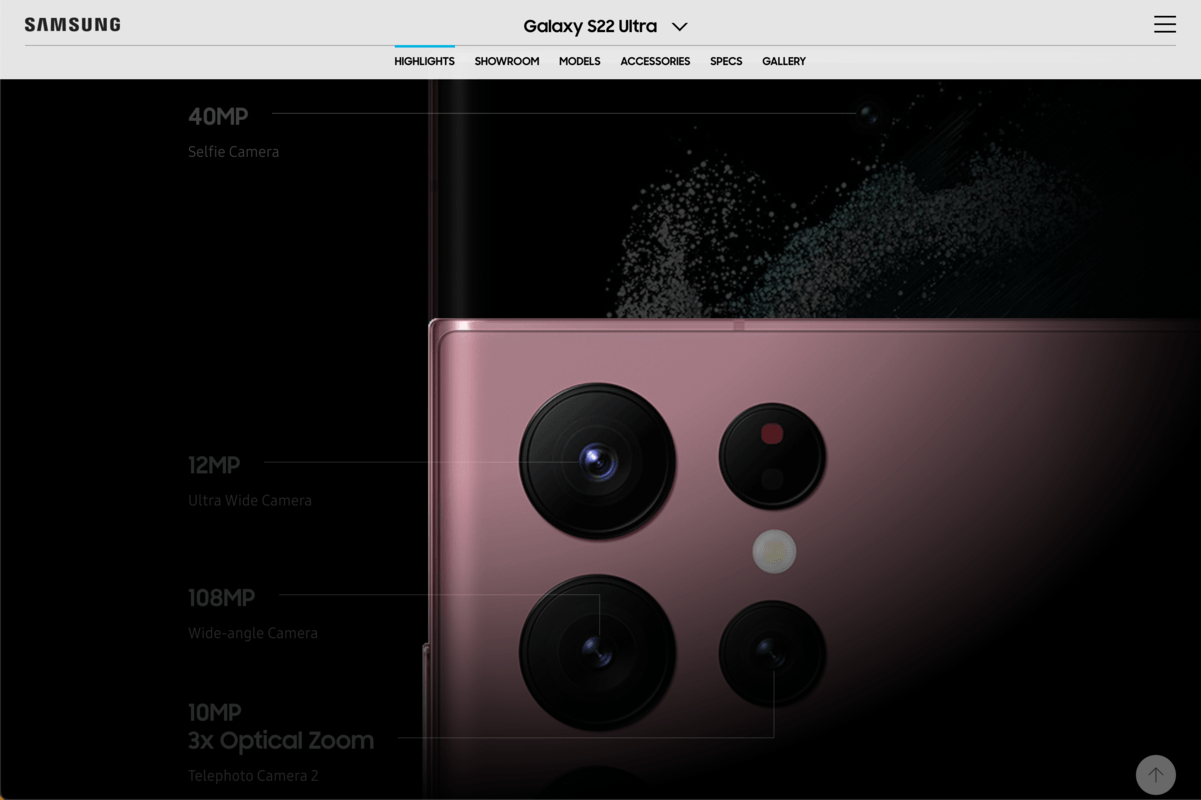 SAMSUNG
Galaxy S22 Ultra
HIGHLIGHTS SHOWROOM MODELS ACCESSORIES SPECS GALLERY
40MP
Selfie Camera
12MP
Ultra Wide Camera
108MP
Wide-angle Camera
10MP
3x Optical Zoom
Telephoto Camera 2